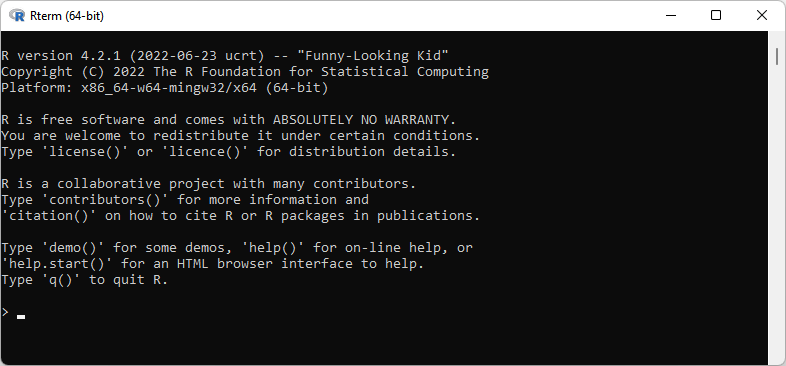 Rterm (64-bit)
R version 4.2.1 (2022-06-23 ucrt) -- "Funny-Looking Kid"
Copyright (C) 2022 The R Foundation for Statistical Computing
Platform: x86_64-w64-mingw32/x64 (64-bit)
R is free software and comes with ABSOLUTELY NO WARRANTY.
You are welcome to redistribute it under certain conditions.
Type 'license()' or 'licence()' for distribution details.
R is a collaborative project with many contributors.
Type 'contributors()' for more information and
'citation()' on how to cite R or R packages in publications.
Type 'demo()' for some demos, 'help()' for on-line help, or
'help.start()' for an HTML browser interface to help.
Type 'q()' to quit R.
>